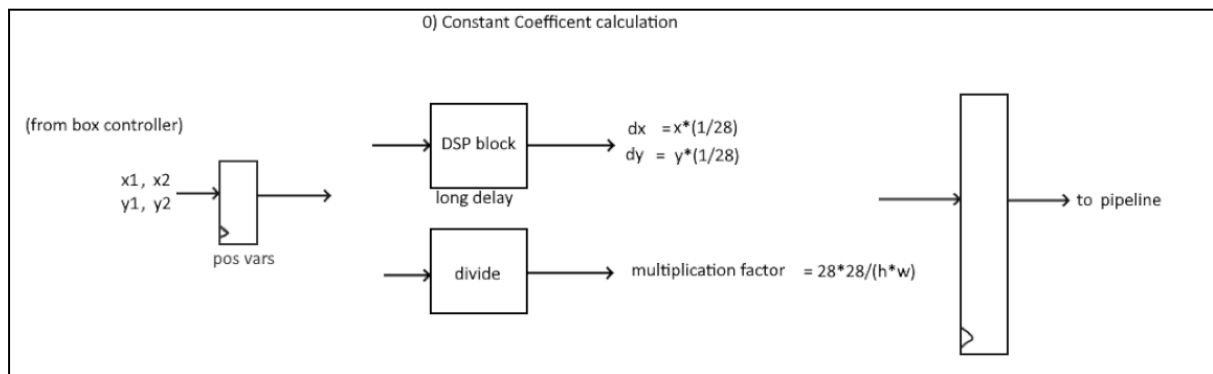 0) Constant Coefficent calculation
(from box controller)
x1, x2
y1, y2
pos vars
DSP block
long delay
dx =x*(1/28)
dy = y*(1/28)
divide
multiplication factor = 28*28/(h*w)
to pipeline